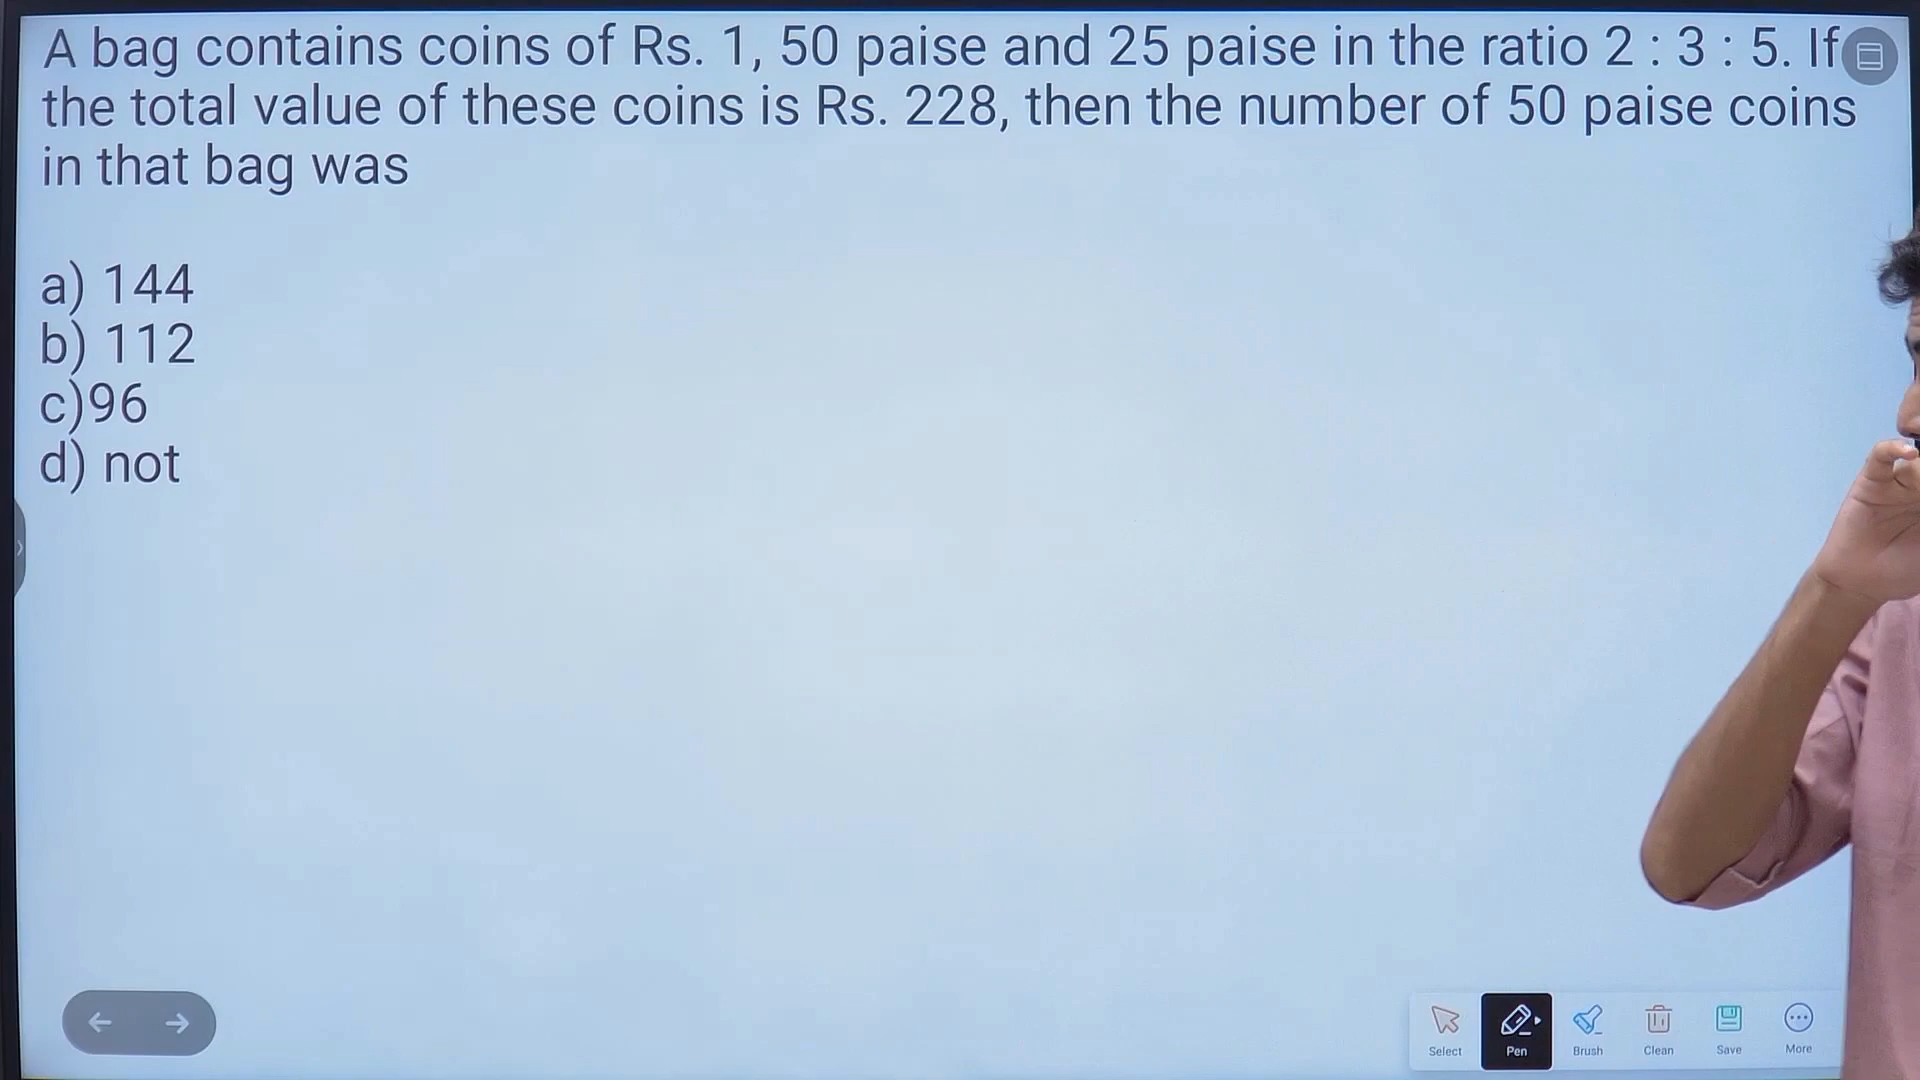 A bag contains coins of Rs. 1, 50 paise and 25 paise in the ratio 2 : 3 : 5. If
the total value of these coins is Rs. 228, then the number of 50 paise coins
in that bag was
a) 144
b) 112
c)96
d) not
Select
Pen
Brush
Clean
Save
More